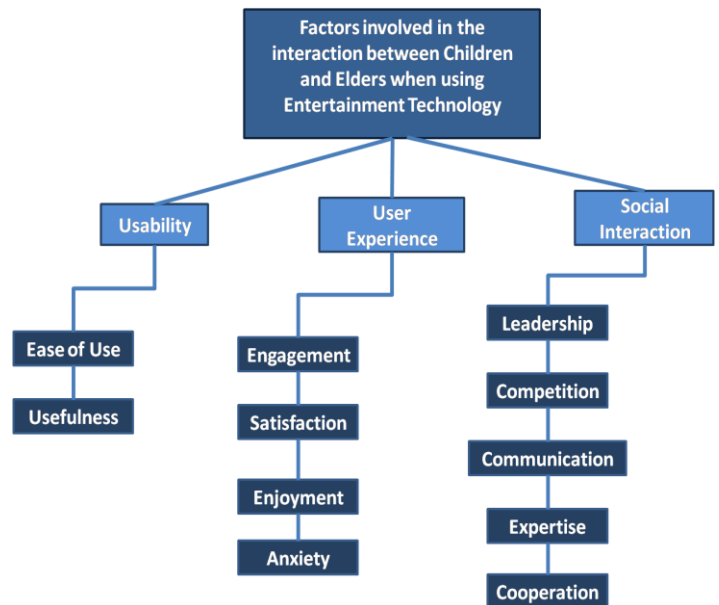 Factors involved in the
interaction between Children
and Elders when using
Entertainment Technology
Usability
User
Experience
Social
Interaction
Ease of Use
Usefulness
Engagement
Satisfaction
Enjoyment
Anxiety
Leadership
Competition
Communication
Expertise
Cooperation